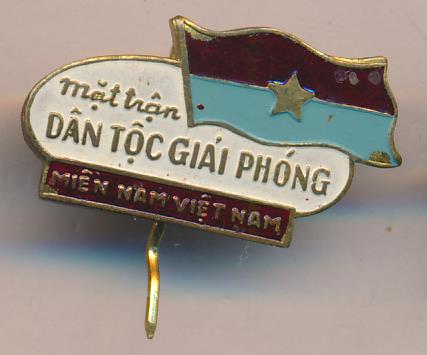 Mặt trận
DÂN TỘC GIẢI PHÓNG
MIỀN NAM VIỆT NAM